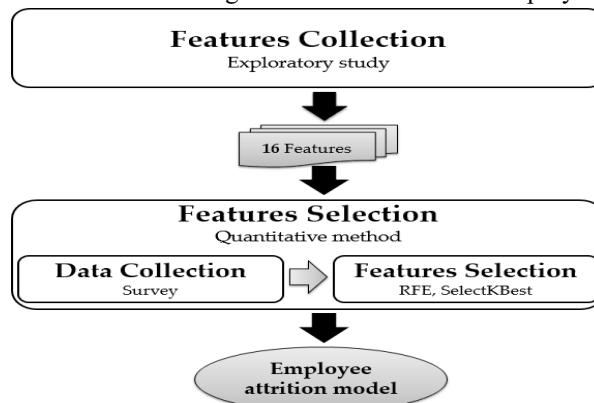 Features Collection
Exploratory study
16 Features
Features Selection
Quantitative method
Data Collection
Survey
Features Selection
RFE, SelectKBest
Employee
attrition model